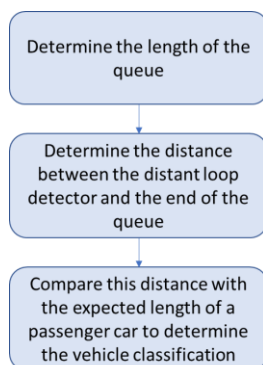 Determine the length of the
queue
Determine the distance
between the distant loop
detector and the end of the
queue
Compare this distance with
the expected length of a
passenger car to determine
the vehicle classification